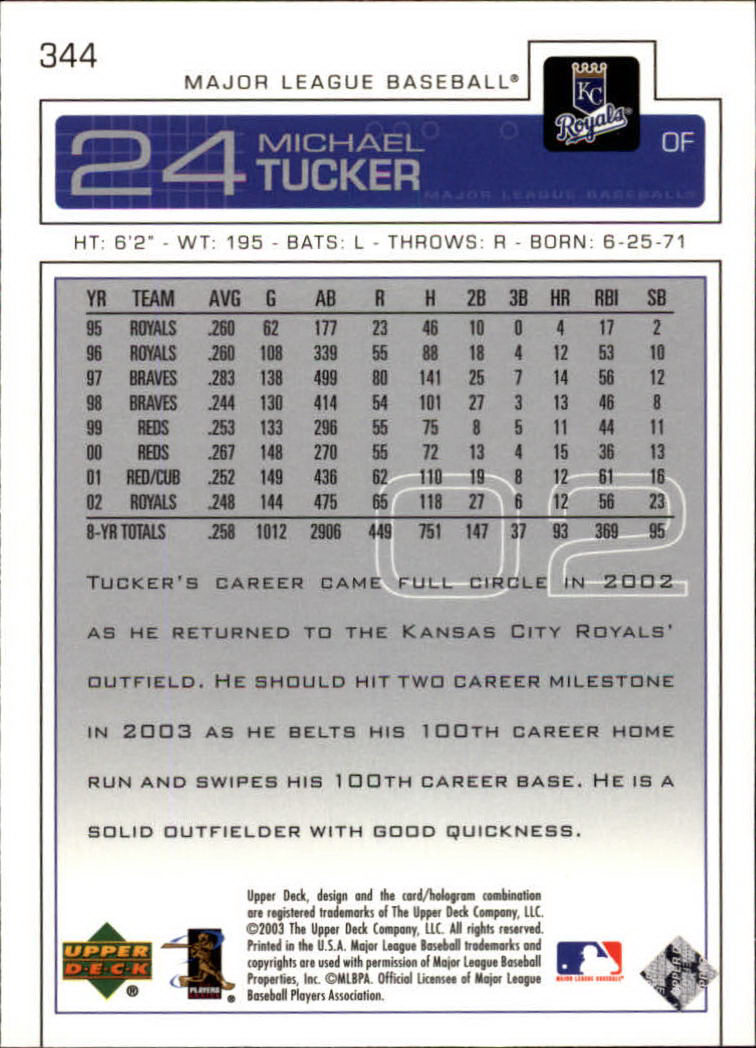 344
MAJOR LEAGUE BASEBALL®
KC
Royals
24 MICHAEL TUCKER OF
MAJOR LEAGUE BASEBALL
HT: 6'2" - WT: 195 - BATS: L - THROWS: R - BORN: 6-25-71
YR TEAM AVG G AB R H 2B 3B HR RBI SB
95 ROYALS .260 62 177 23 46 10 0 4 17 2
96 ROYALS .260 108 339 55 88 18 4 12 53 10
97 BRAVES .283 138 499 80 141 25 7 14 56 12
98 BRAVES .244 130 414 54 101 27 3 13 46 8
99 REDS .253 133 296 55 75 8 5 11 44 11
00 REDS .267 148 270 55 72 13 4 15 36 13
01 RED/CUB .252 149 436 62 110 19 8 12 61 16
02 ROYALS .248 144 475 65 118 27 6 12 56 23
8-YR TOTALS .258 1012 2906 449 751 147 37 93 369 95
02
TUCKER'S CAREER CAME FULL CIRCLE IN 2002
AS HE RETURNED TO THE KANSAS CITY ROYALS'
OUTFIELD. HE SHOULD HIT TWO CAREER MILESTONE
IN 2003 AS HE BELTS HIS 100TH CAREER HOME
RUN AND SWIPES HIS 100TH CAREER BASE. HE IS A
SOLID OUTFIELDER WITH GOOD QUICKNESS.
Upper Deck, design and the card/hologram combination
are registered trademarks of The Upper Deck Company, LLC.
©2003 The Upper Deck Company, LLC. All rights reserved.
Printed in the U.S.A. Major League Baseball trademarks and
copyrights are used with permission of Major League Baseball
Properties, Inc. ©MLBPA. Official Licensee of Major League
Baseball Players Association.
UPPER
DECK
®
PLAYERS
CHOICE
®
MAJOR LEAGUE BASEBALL
UPPER